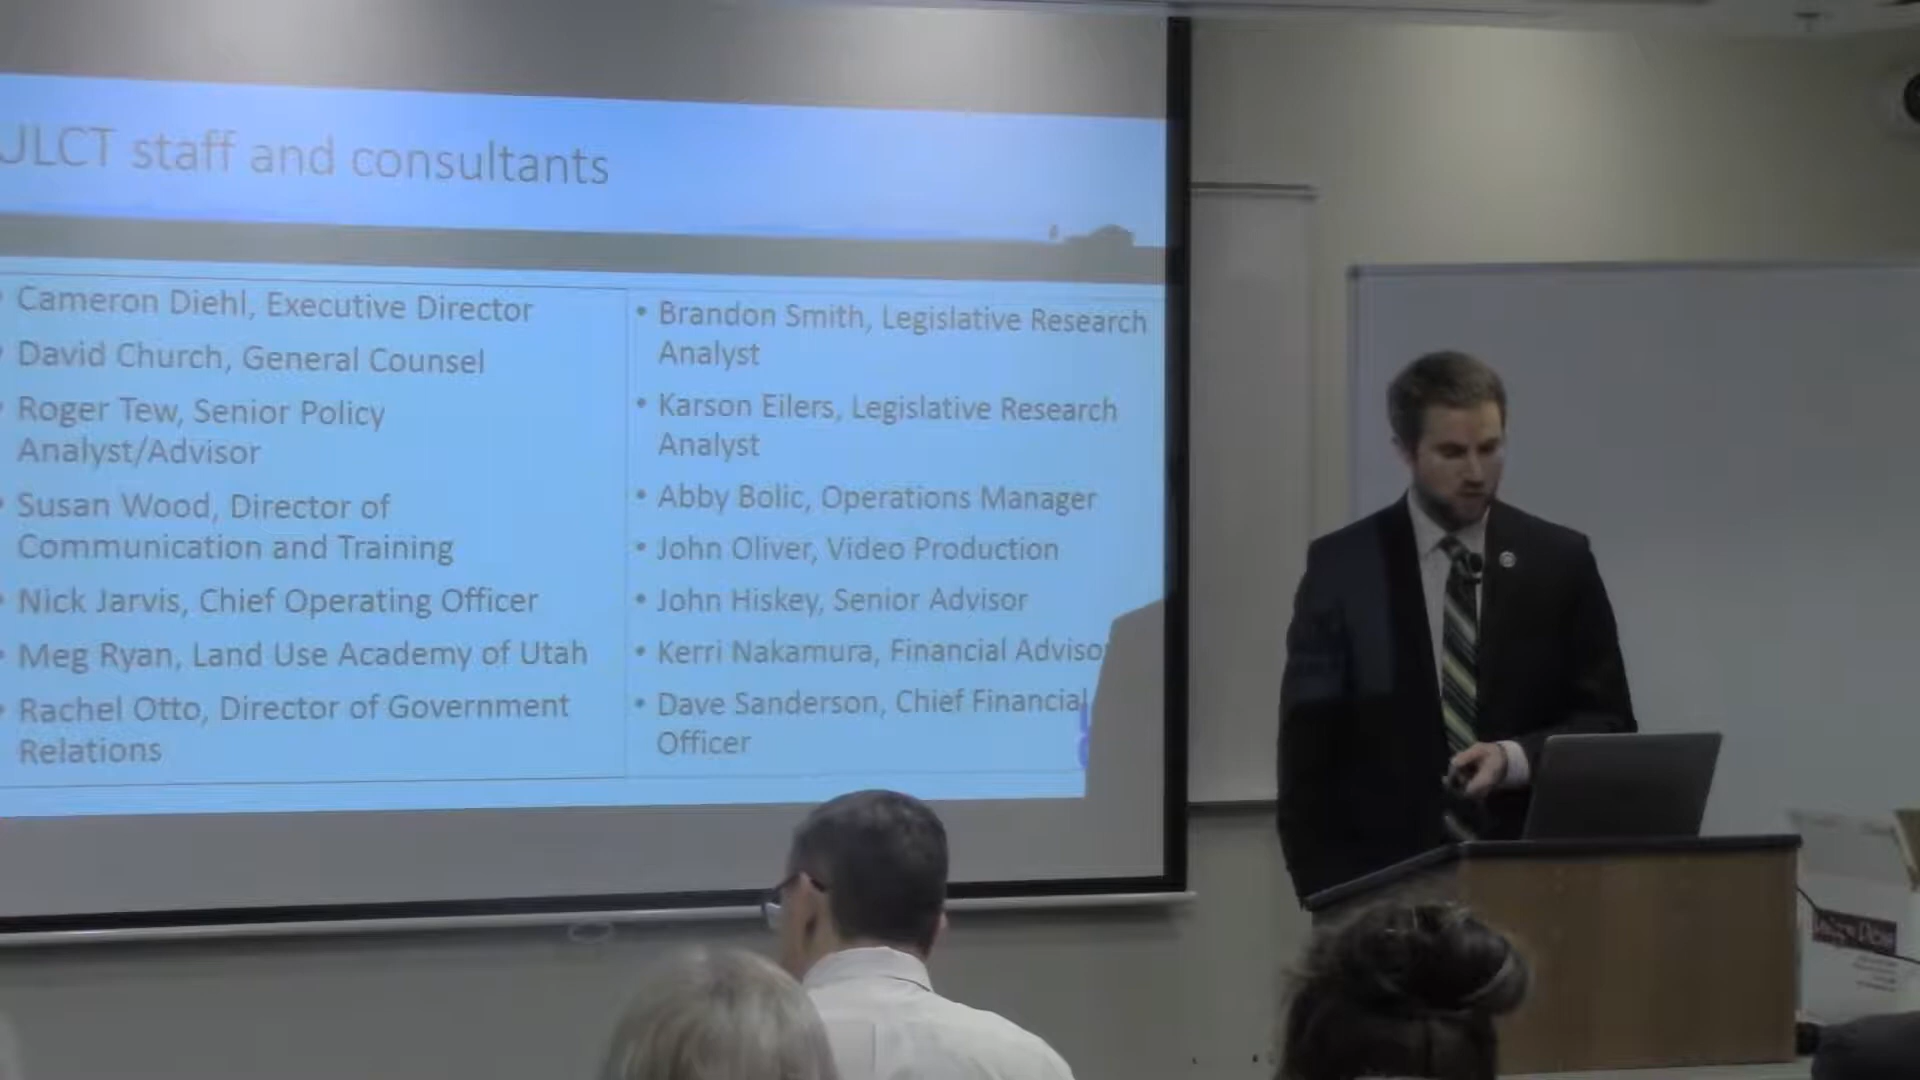 ULCT staff and consultants
Cameron Diehl, Executive Director
David Church, General Counsel
Roger Tew, Senior Policy
Analyst/Advisor
Susan Wood, Director of
Communication and Training
Nick Jarvis, Chief Operating Officer
Meg Ryan, Land Use Academy of Utah
Rachel Otto, Director of Government
Relations
• Brandon Smith, Legislative Research
Analyst
• Karson Eilers, Legislative Research
Analyst
• Abby Bolic, Operations Manager
• John Oliver, Video Production
• John Hiskey, Senior Advisor
• Kerri Nakamura, Financial Advisor
• Dave Sanderson, Chief Financial
Officer